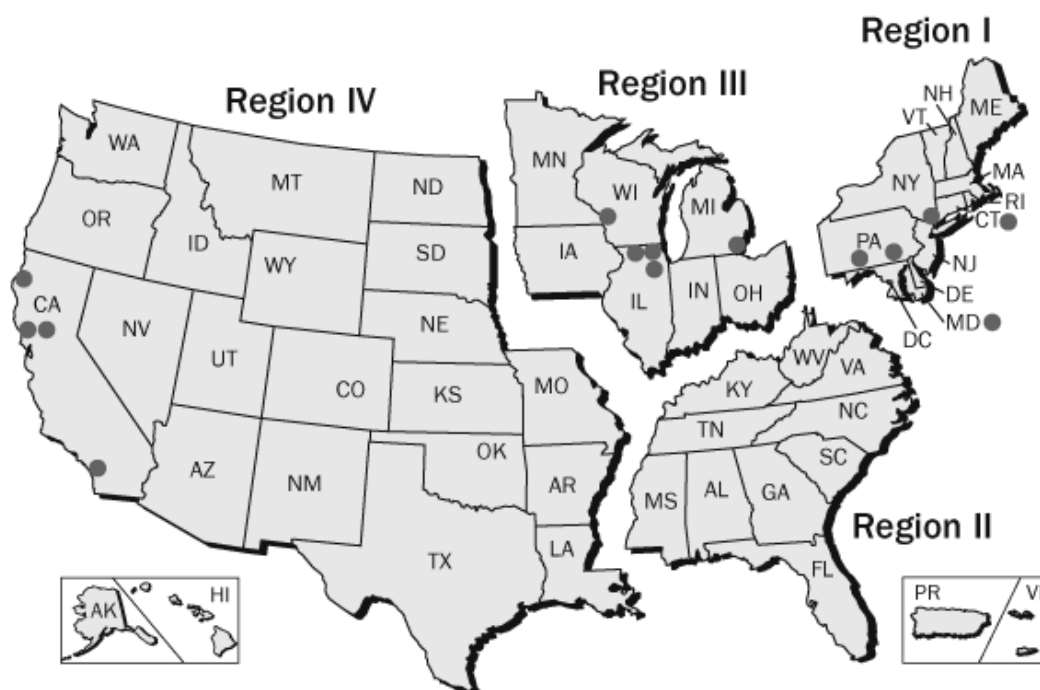 Region I
Region III
Region IV
NH
VT
ME
WA
MT
ND
MN
WI
MI
NY
MA
RI
CT
OR
ID
SD
IA
PA
NJ
WY
IL
IN
OH
DE
MD
DC
CA
NV
UT
CO
NE
KS
MO
WV
VA
KY
NC
TN
SC
AZ
NM
OK
AR
MS
AL
GA
Region II
TX
LA
FL
AK
HI
PR
VI